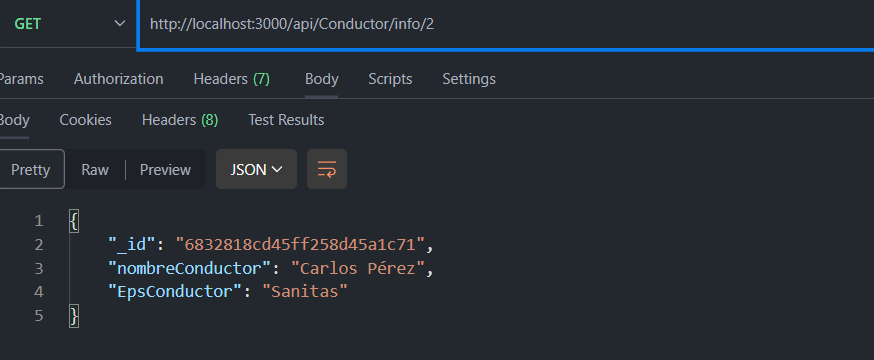 GET http://localhost:3000/api/Conductor/info/2
Params Authorization Headers (7) Body Scripts Settings
Body Cookies Headers (8) Test Results
Pretty Raw Preview JSON
1 {
2 "_id": "6832818cd45ff258d45a1c71",
3 "nombreConductor": "Carlos Pérez",
4 "EpsConductor": "Sanitas"
5 }